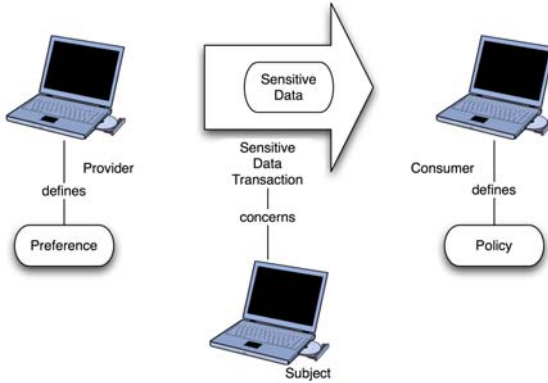 Sensitive
Data
Provider
defines
Preference
Sensitive
Data
Transaction
concerns
Consumer
defines
Policy
Subject